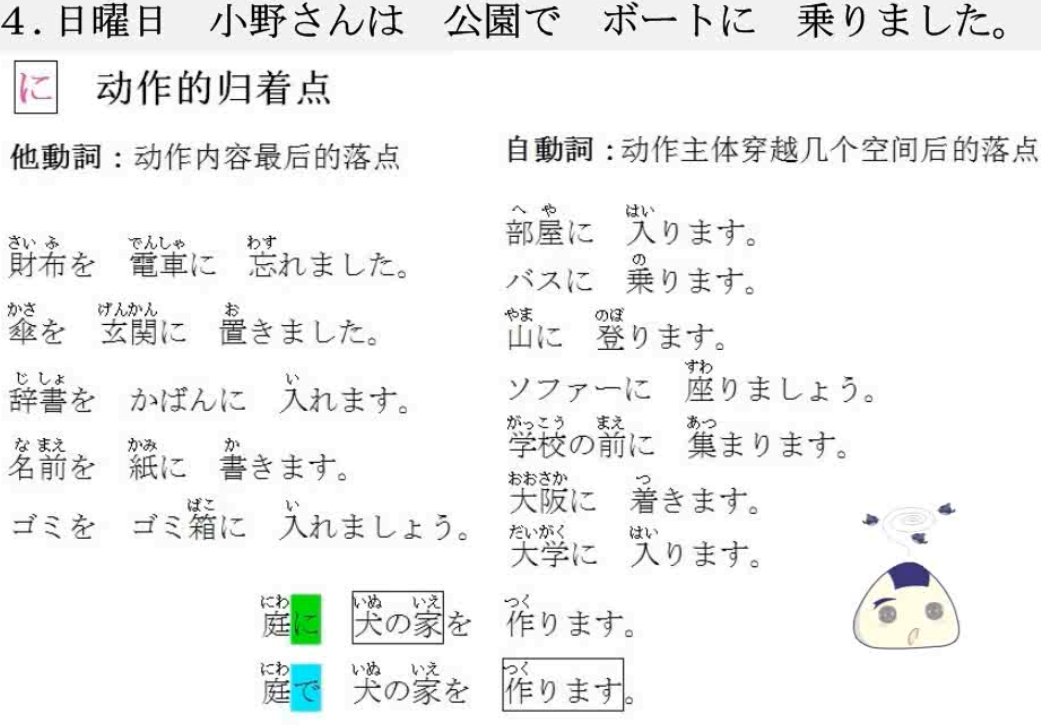 4.日曜日　小野さんは　公園で　ボートに　乗りました。
に　动作的归着点
他動詞：动作内容最后的落点
さいふ　でんしゃ　わす
財布を　電車に　忘れました。
かさ　げんかん　お
傘を　玄関に　置きました。
じしょ　い
辞書を　かばんに　入れます。
なまえ　かみ　か
名前を　紙に　書きます。
ばこ　い
ゴミを　ゴミ箱に　入れましょう。
自動詞：动作主体穿越几个空间后的落点
へや　はい
部屋に　入ります。
の
バスに　乗ります。
やま　のぼ
山に　登ります。
すわ
ソファーに　座りましょう。
がっこう　まえ　あつ
学校の前に　集まります。
おおさか　つ
大阪に　着きます。
だいがく　はい
大学に　入ります。
にわ　いぬ　いえ　つく
庭に　犬の家を　作ります。
にわ　いぬ　いえ　つく
庭で　犬の家を　作ります。